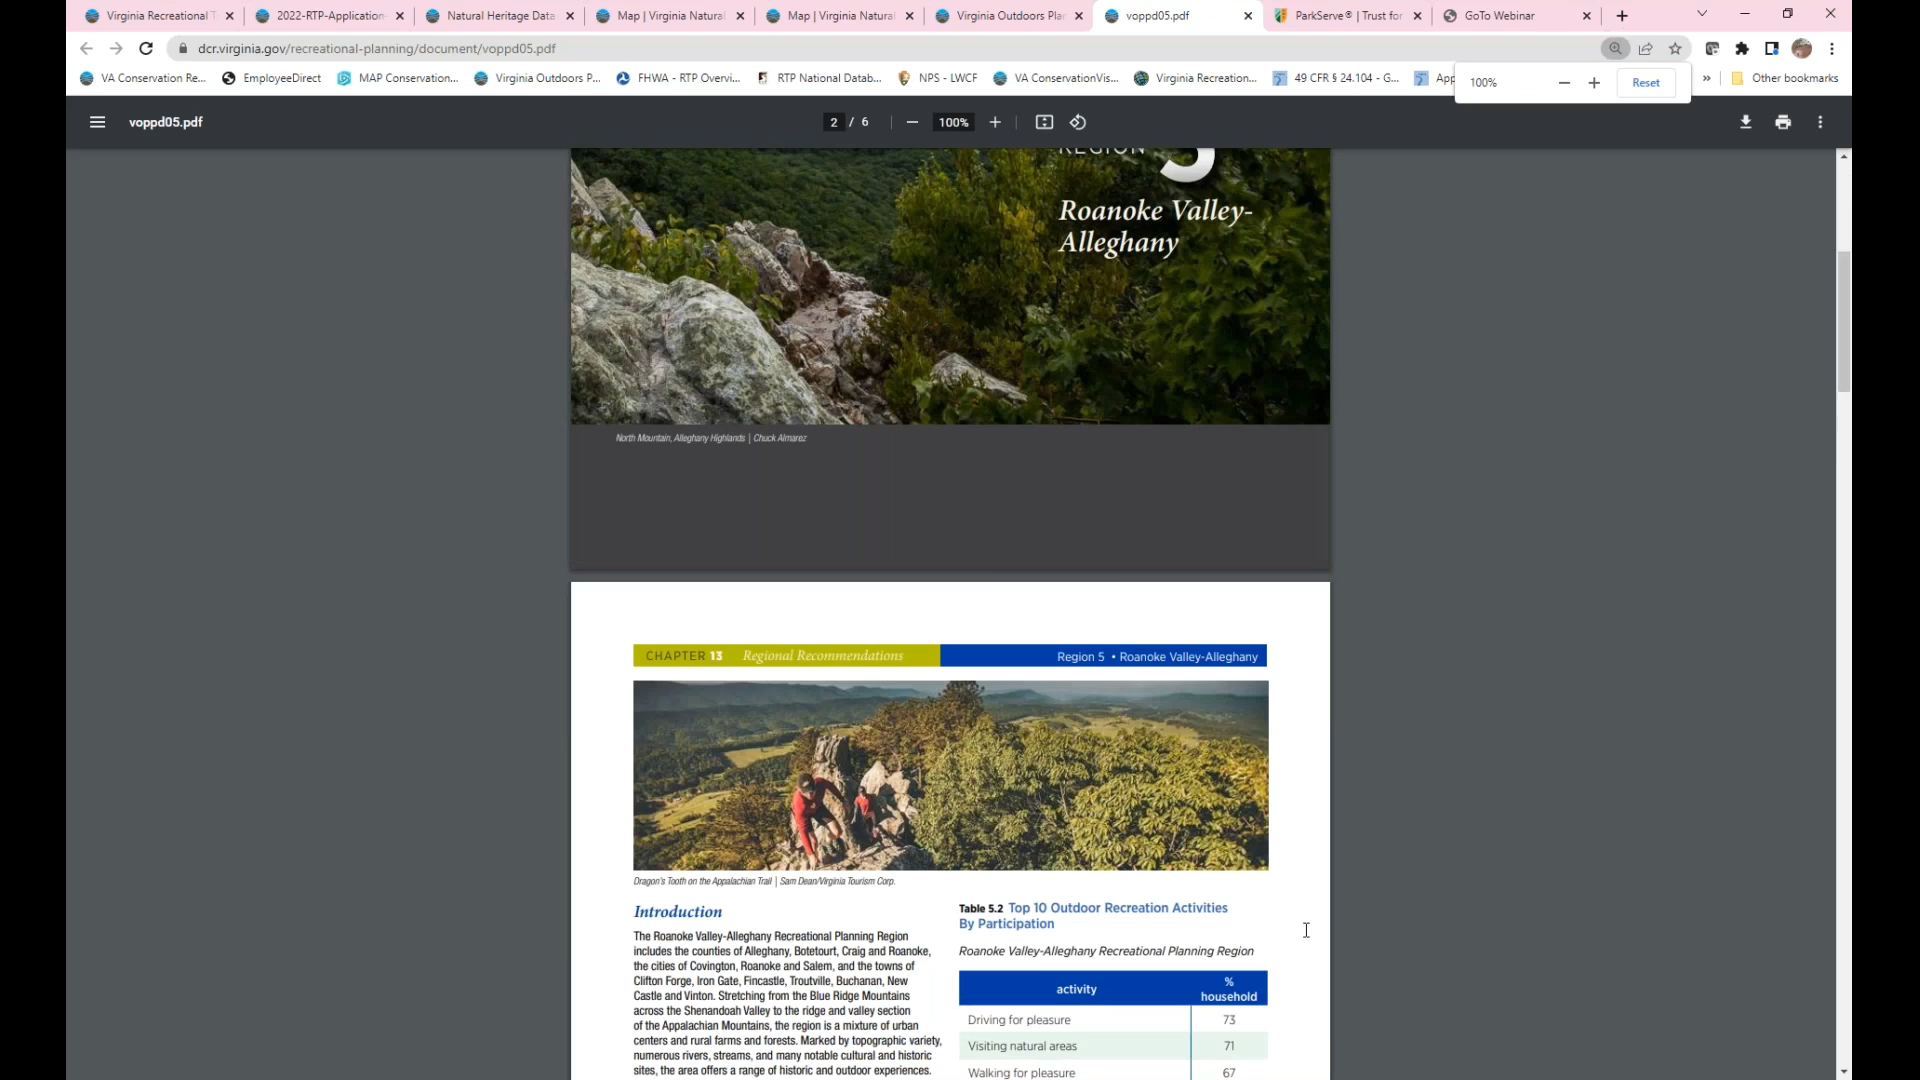 Virginia Recreational T
2022-RTP-Application
Natural Heritage Data
Map | Virginia Natural
Map | Virginia Natural
Virginia Outdoors Pla
voppd05.pdf
ParkServe® | Trust for
GoTo Webinar
dcr.virginia.gov/recreational-planning/document/voppd05.pdf
VA Conservation Re...
EmployeeDirect
MAP Conservation...
Virginia Outdoors P...
FHWA - RTP Overvi...
RTP National Datab...
NPS - LWCF
VA ConservationVis...
Virginia Recreation...
49 CFR § 24.104 - G...
App
»
Other bookmarks
100%
Reset
voppd05.pdf
2 / 6
100%
REGION 5
Roanoke Valley-
Alleghany
North Mountain, Alleghany Highlands | Chuck Almarez
CHAPTER 13 Regional Recommendations
Region 5 • Roanoke Valley-Alleghany
Dragon's Tooth on the Appalachian Trail | Sam Dean/Virginia Tourism Corp.
Introduction
The Roanoke Valley-Alleghany Recreational Planning Region
includes the counties of Alleghany, Botetourt, Craig and Roanoke,
the cities of Covington, Roanoke and Salem, and the towns of
Clifton Forge, Iron Gate, Fincastle, Troutville, Buchanan, New
Castle and Vinton. Stretching from the Blue Ridge Mountains
across the Shenandoah Valley to the ridge and valley section
of the Appalachian Mountains, the region is a mixture of urban
centers and rural farms and forests. Marked by topographic variety,
numerous rivers, streams, and many notable cultural and historic
sites, the area offers a range of historic and outdoor experiences.
Table 5.2 Top 10 Outdoor Recreation Activities
By Participation
Roanoke Valley-Alleghany Recreational Planning Region
activity
%
household
Driving for pleasure 73
Visiting natural areas 71
Walking for pleasure 67